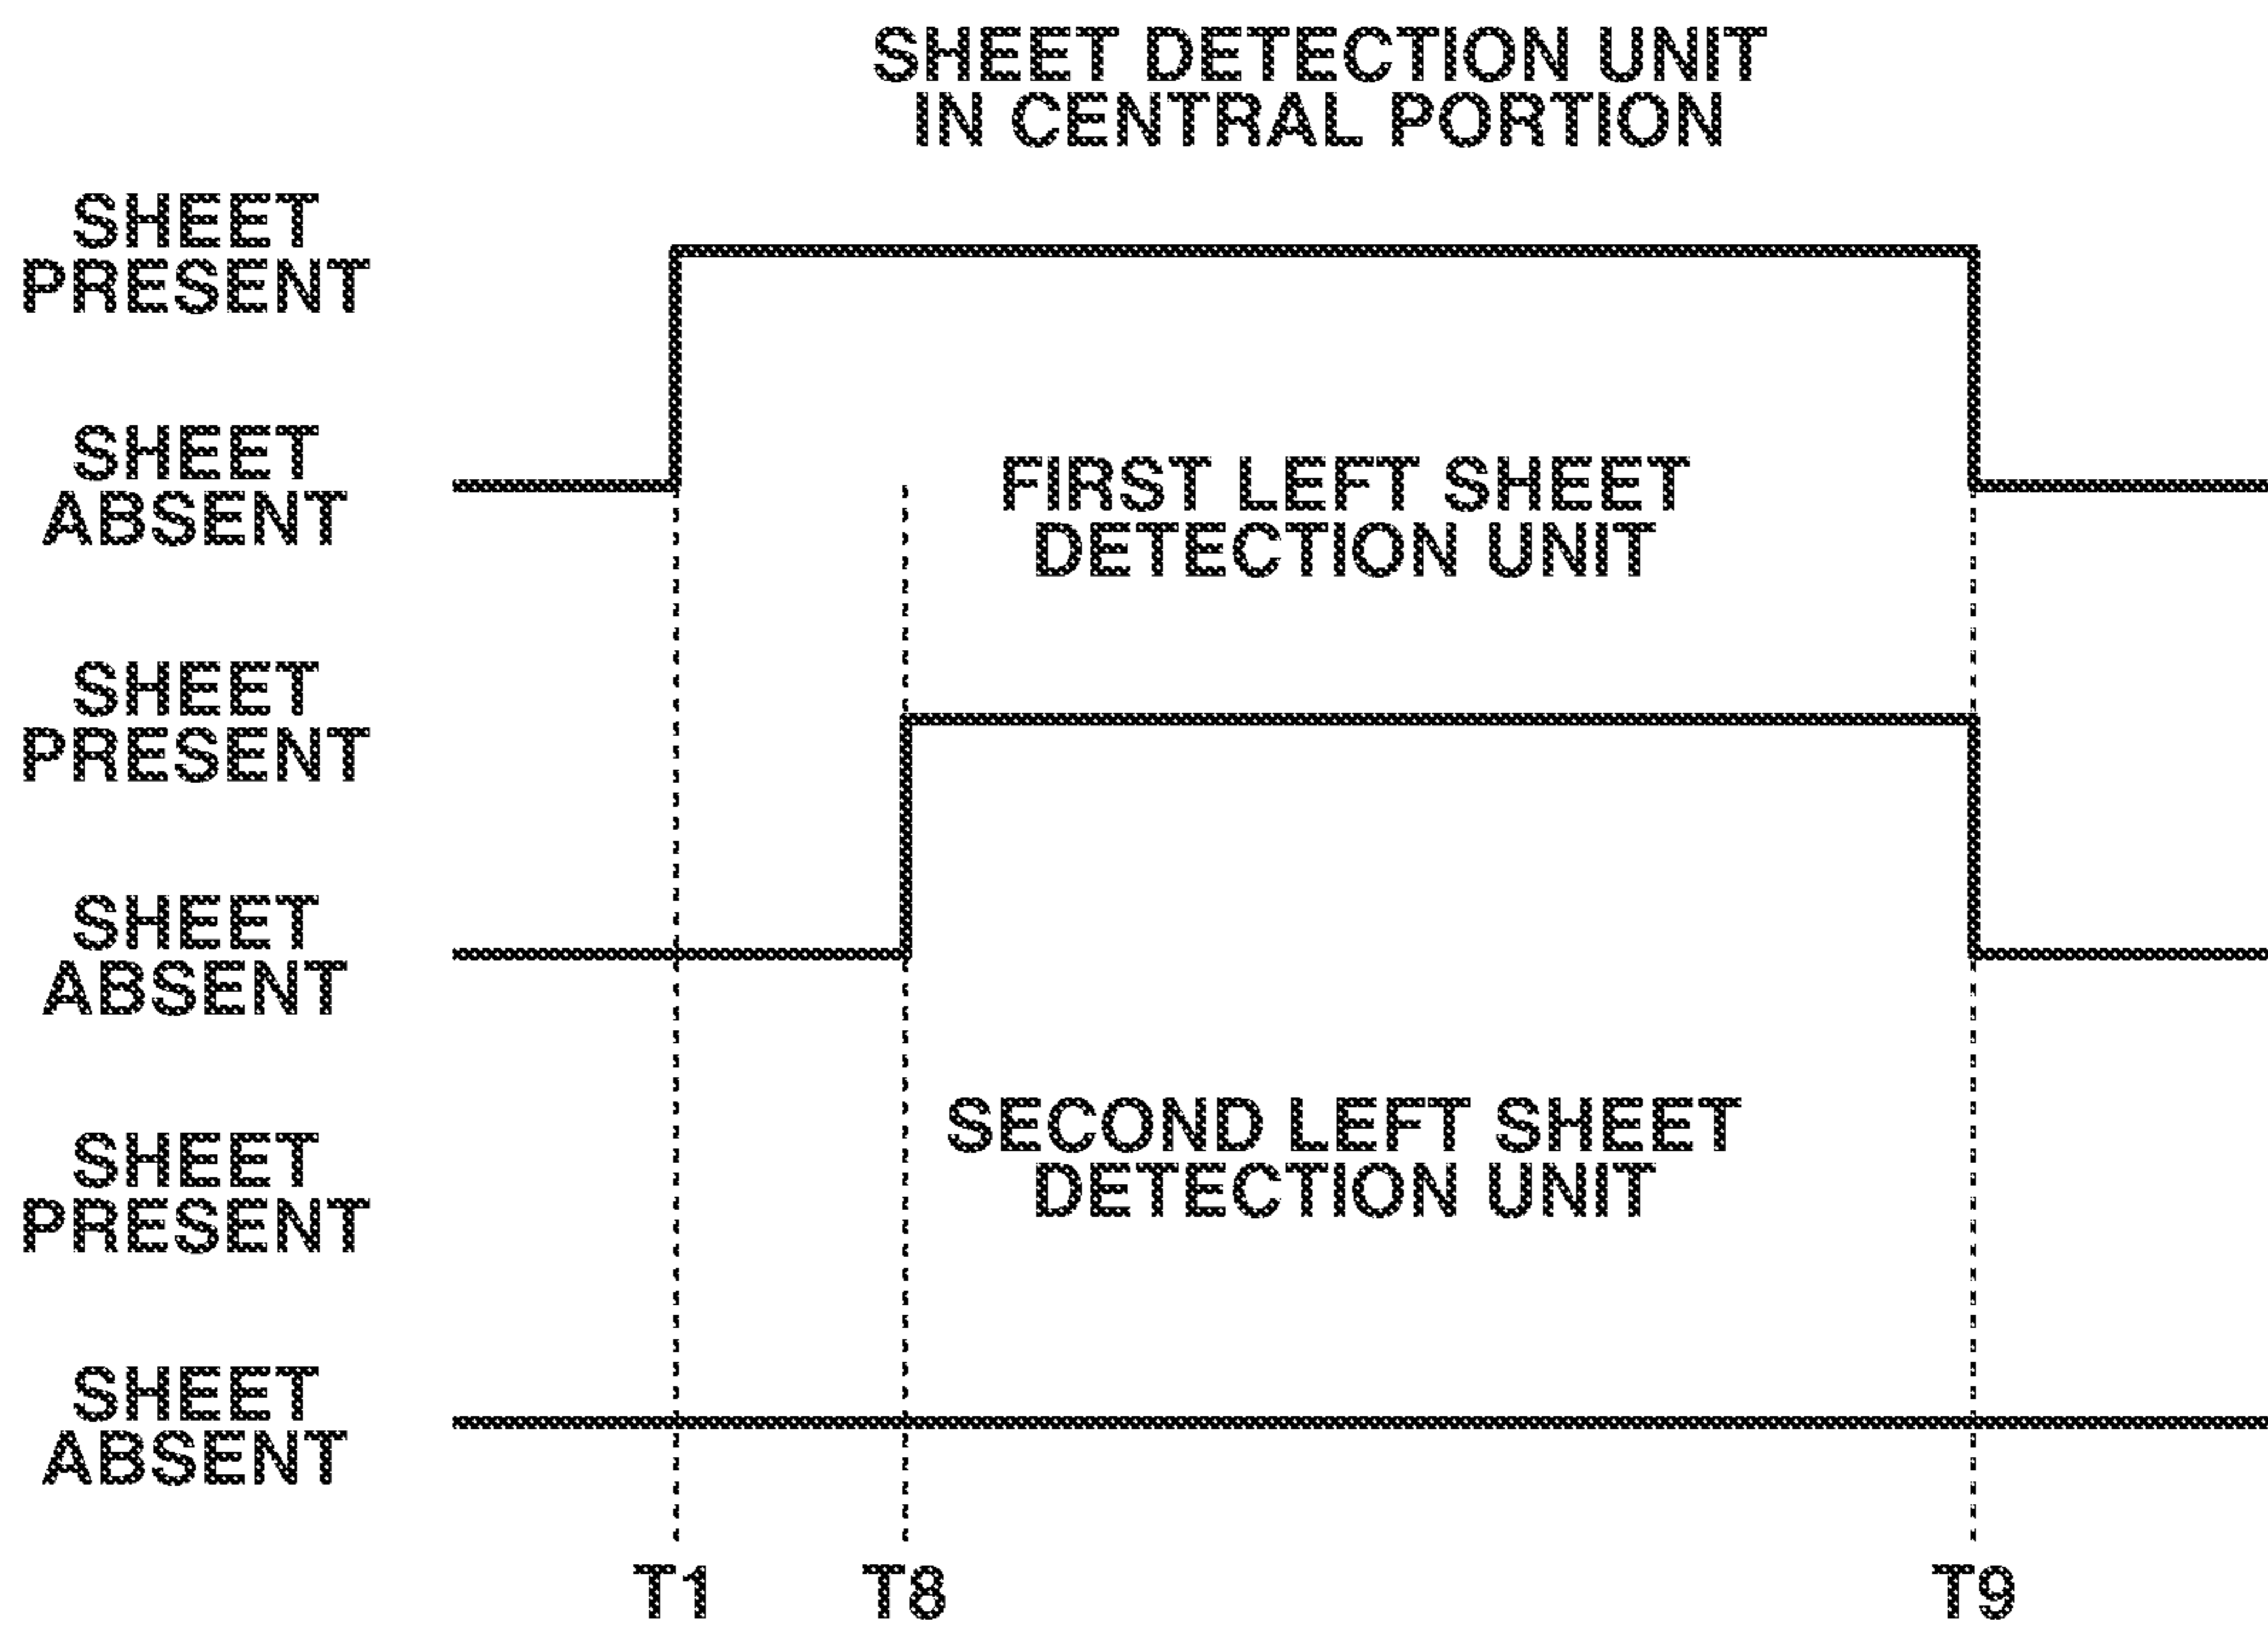 SHEET DETECTION UNIT
IN CENTRAL PORTION
SHEET
PRESENT
SHEET
ABSENT
FIRST LEFT SHEET
DETECTION UNIT
SHEET
PRESENT
SHEET
ABSENT
SECOND LEFT SHEET
DETECTION UNIT
SHEET
PRESENT
SHEET
ABSENT
T1
T8
T9